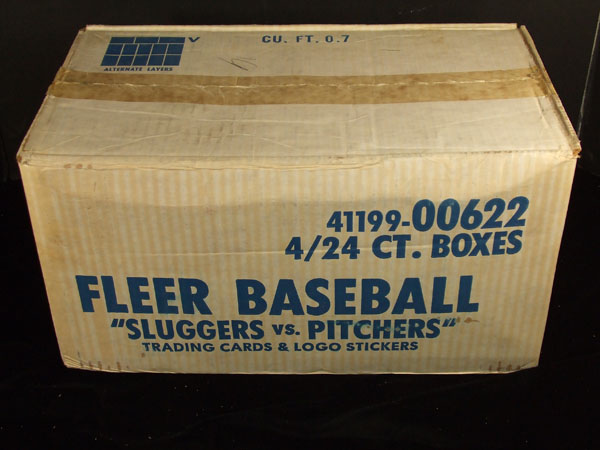 V CU. FT. 0.7
ALTERNATE LAYERS
41199-00622
4/24 CT. BOXES
FLEER BASEBALL
"SLUGGERS vs. PITCHERS"
TRADING CARDS & LOGO STICKERS